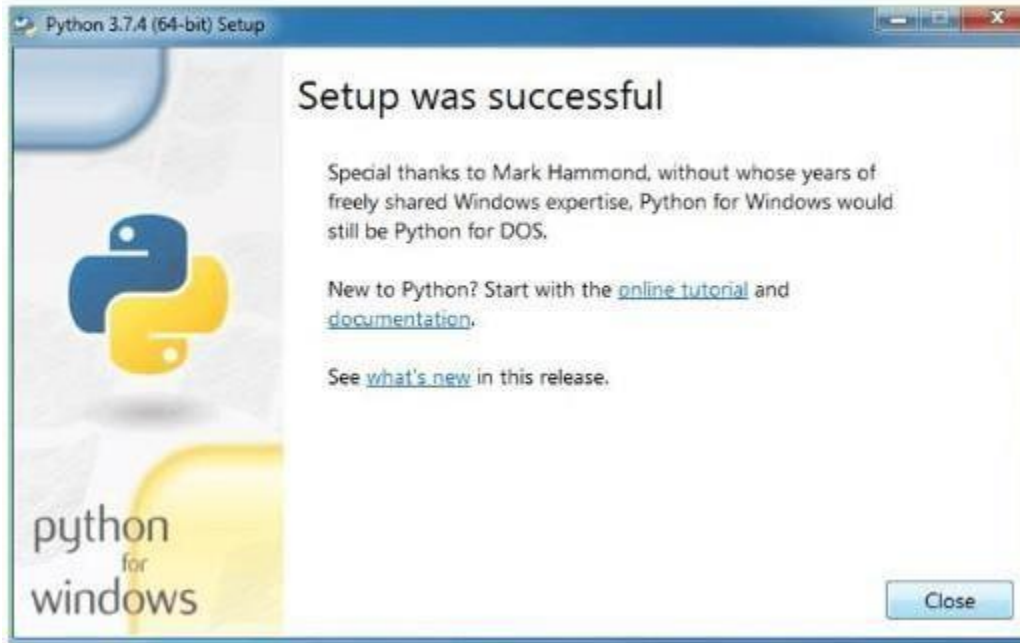 Python 3.7.4 (64-bit) Setup
Setup was successful
Special thanks to Mark Hammond, without whose years of
freely shared Windows expertise, Python for Windows would
still be Python for DOS.
New to Python? Start with the online tutorial and
documentation.
See what's new in this release.
python
for
windows
Close